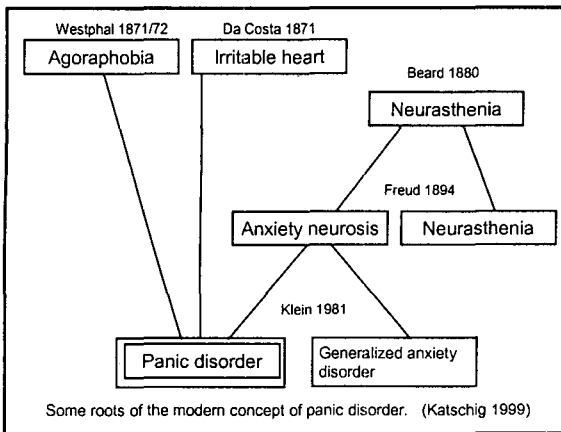 Westphal 1871/72
Da Costa 1871
Agoraphobia
Irritable heart
Beard 1880
Neurasthenia
Freud 1894
Anxiety neurosis
Neurasthenia
Klein 1981
Panic disorder
Generalized anxiety
disorder
Some roots of the modern concept of panic disorder. (Katschig 1999)